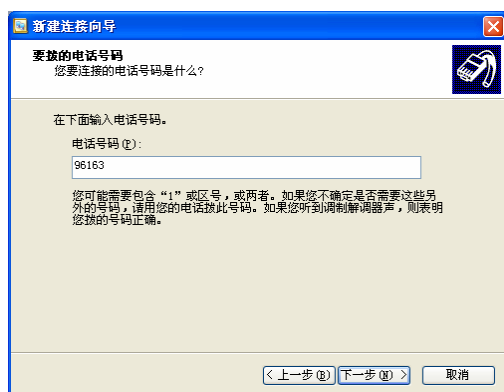 新建连接向导
要拨的电话号码
您要连接的电话号码是什么?
在下面输入电话号码。
电话号码(P):
96163
您可能需要包含“1”或区号，或两者。如果您不确定是否需要这些另
外的号码，请用您的电话拨此号码。如果您听到调制解调器声，则表明
您拨的号码正确。
< 上一步(B) 下一步(N) > 取消